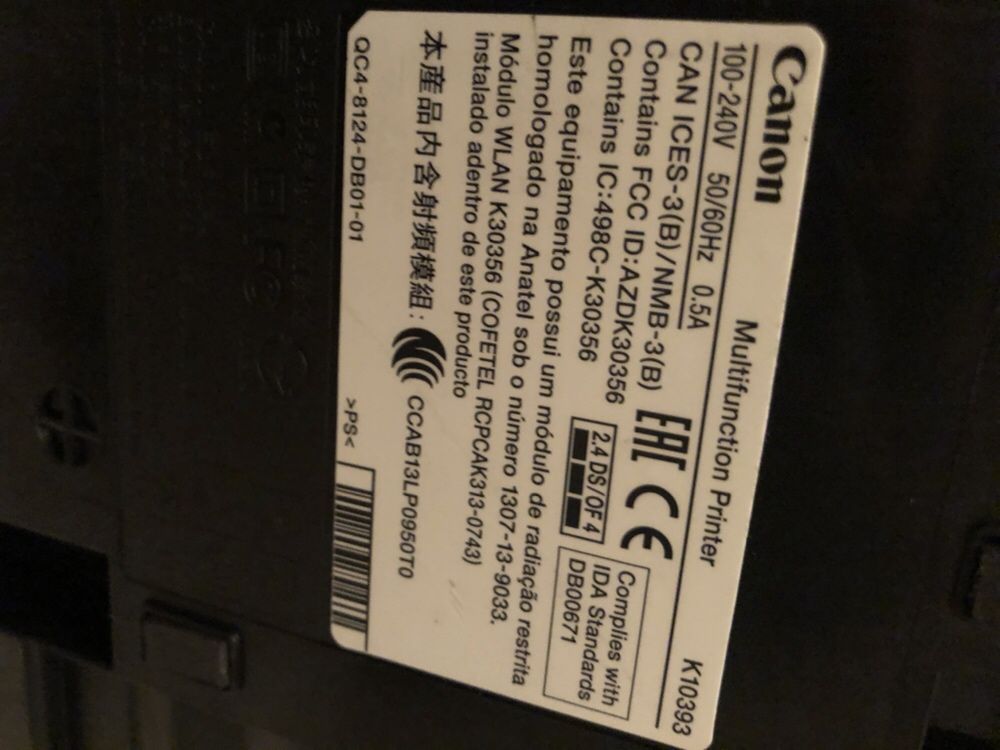 Canon Multifunction Printer K10393
100-240V 50/60Hz 0.5A
CAN ICES-3(B)/NMB-3(B)
Contains FCC ID:AZDK30356
Contains IC:498C-K30356
EAC CE
2.4 DS/OF 4
Complies with
IDA Standards
DB00671
Este equipamento possui um módulo de radiação restrita
homologado na Anatel sob o número 1307-13-9033.
Módulo WLAN K30356 (COFETEL RCPCAK313-0743)
instalado adentro de este producto
本產品内含射頻模組: CCAB13LP0950T0
QC4-8124-DB01-01 >PS<